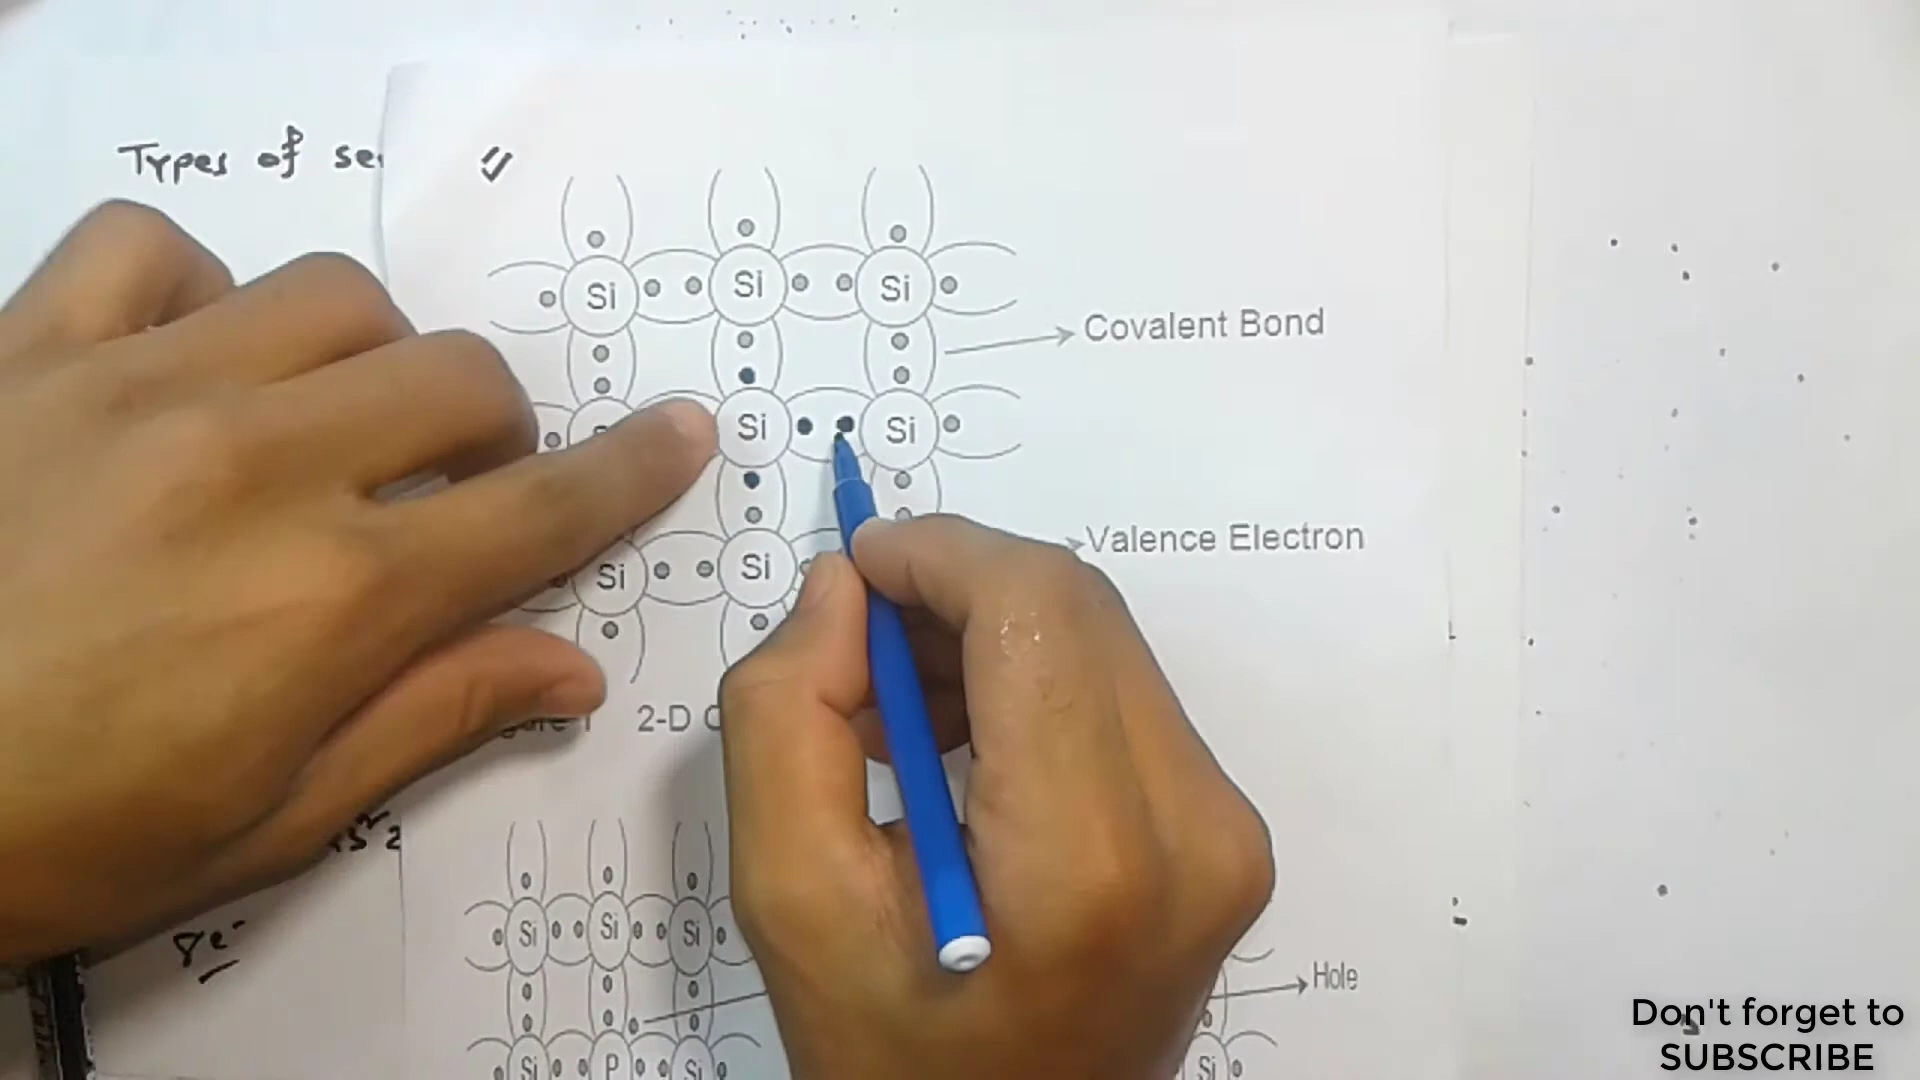 Types of
Si Si Si
Covalent Bond
Si Si
Valence Electron
Si Si
2-D
8e-
Si Si Si
Hole
Si P Si Si
Don't forget to
SUBSCRIBE